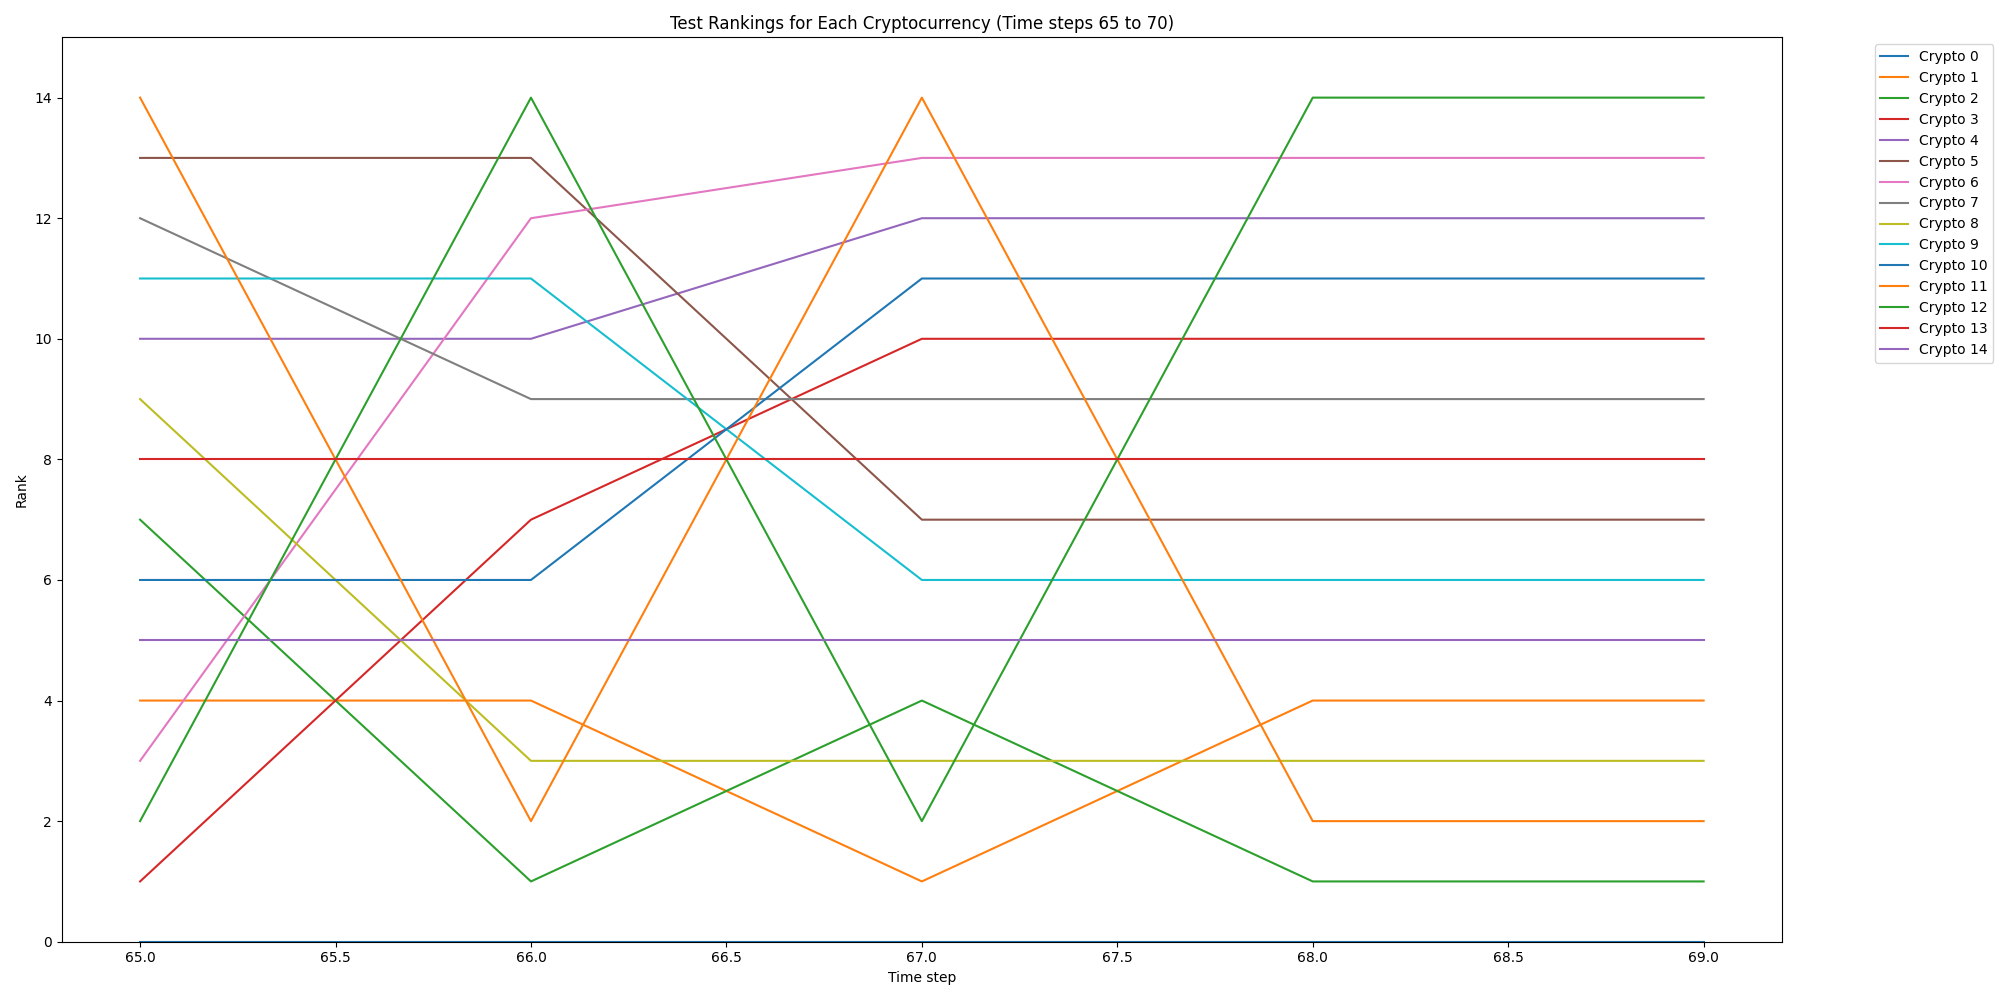 Test Rankings for Each Cryptocurrency (Time steps 65 to 70)
14
12
10
8
6
4
2
0
Rank
65.0 65.5 66.0 66.5 67.0 67.5 68.0 68.5 69.0
Time step
Crypto 0
Crypto 1
Crypto 2
Crypto 3
Crypto 4
Crypto 5
Crypto 6
Crypto 7
Crypto 8
Crypto 9
Crypto 10
Crypto 11
Crypto 12
Crypto 13
Crypto 14